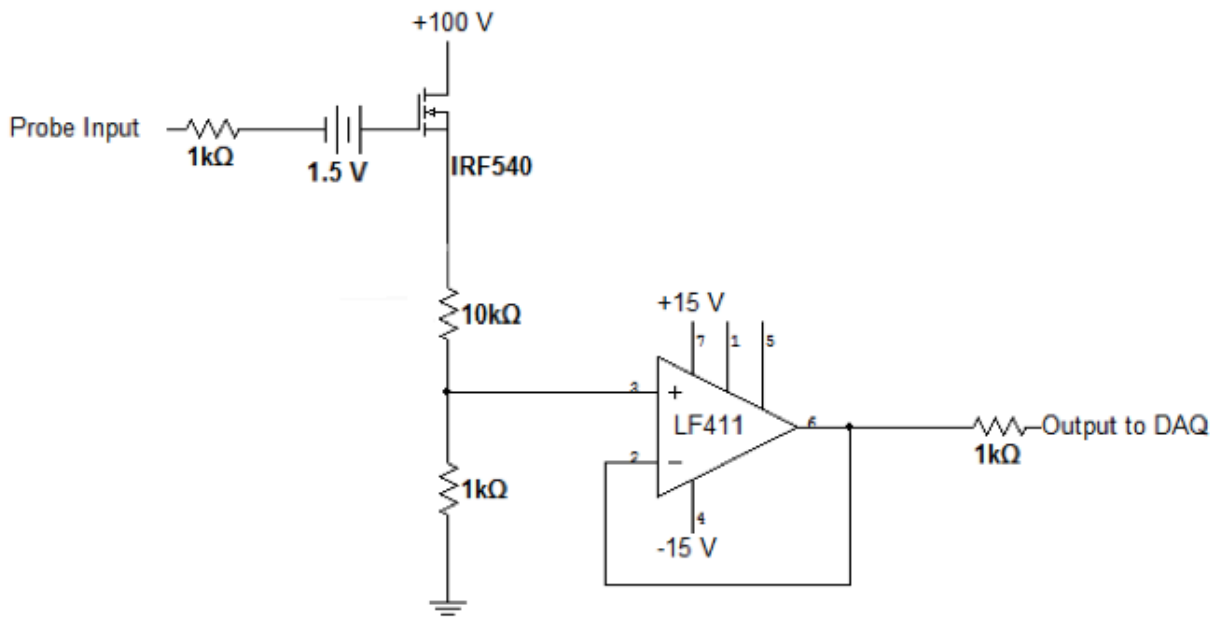 +100 V
Probe Input
1kΩ
1.5 V
IRF540
10kΩ
+15 V
7
1
5
3
+
LF411
6
Output to DAQ
1kΩ
2
−
1kΩ
4
-15 V